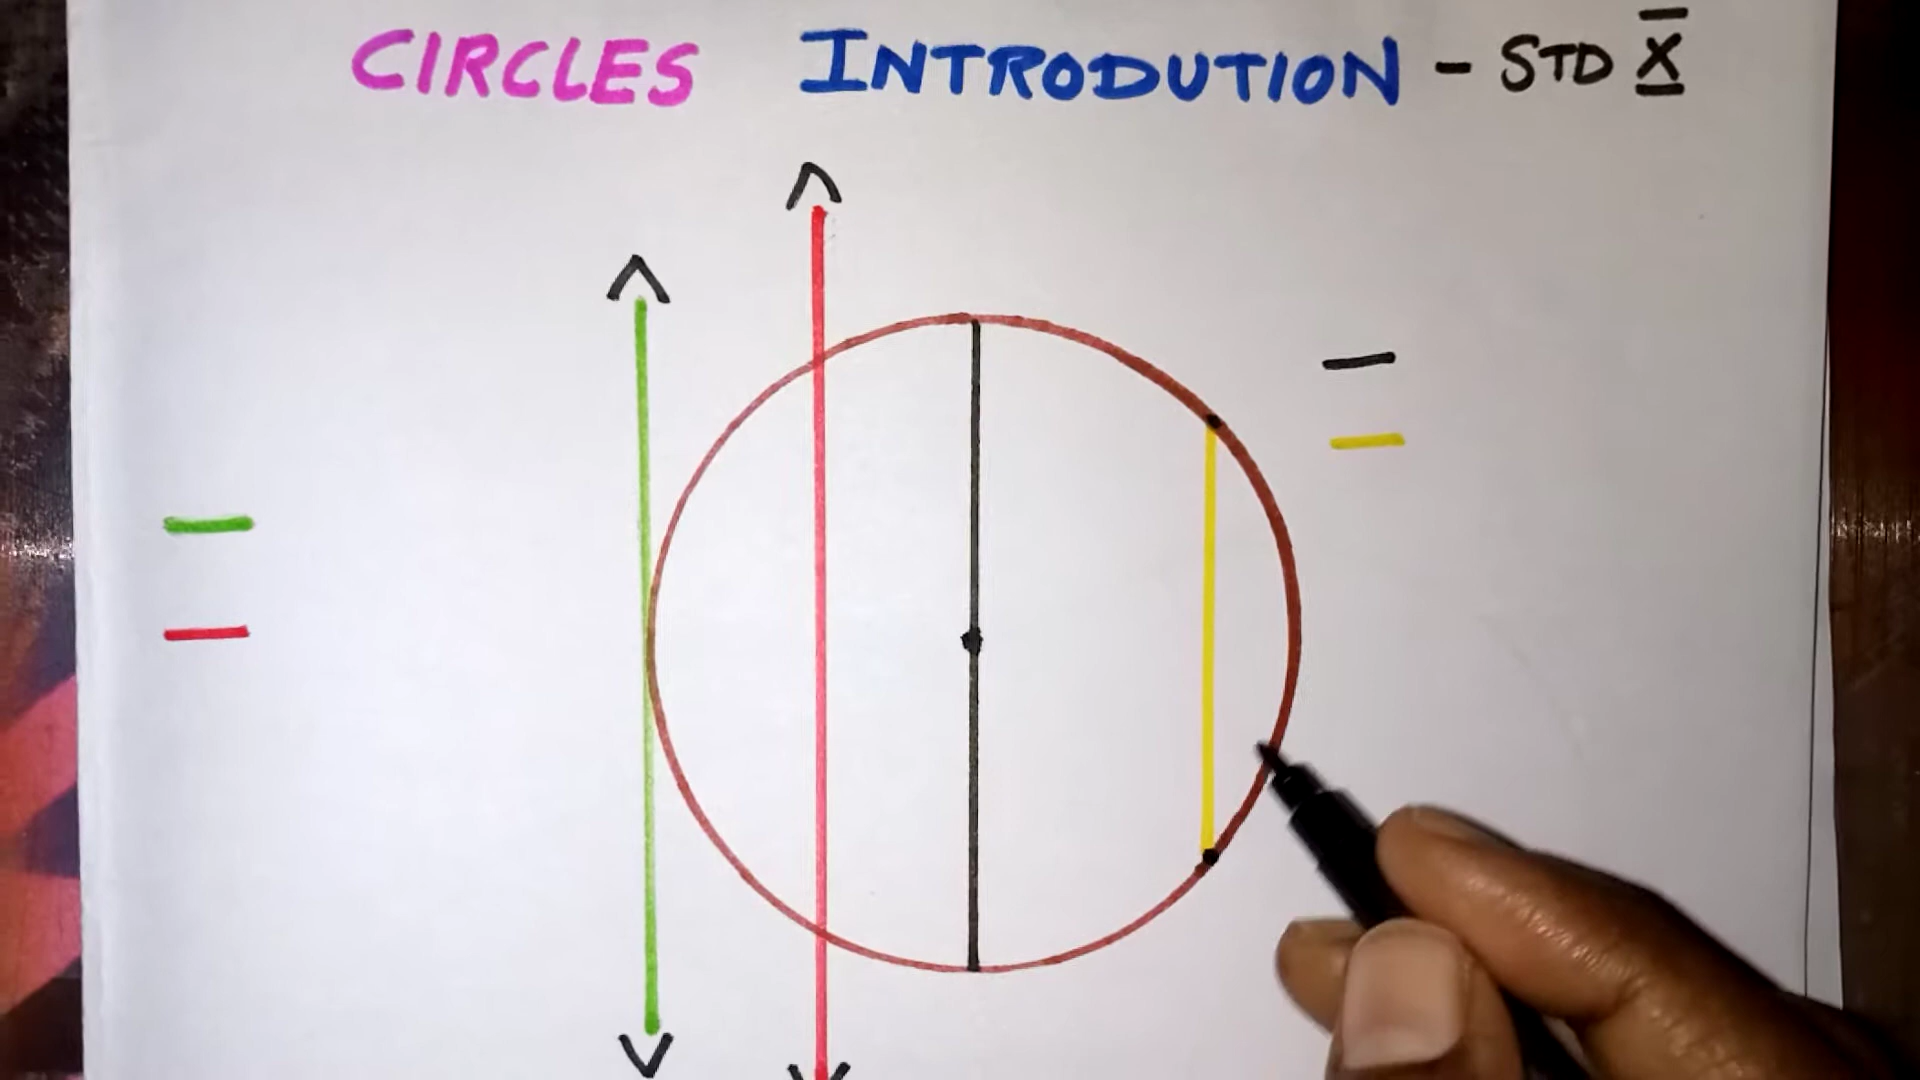 CIRCLES INTRODUTION - STD X